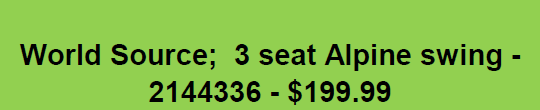 World Source;  3 seat Alpine swing -
2144336 - $199.99